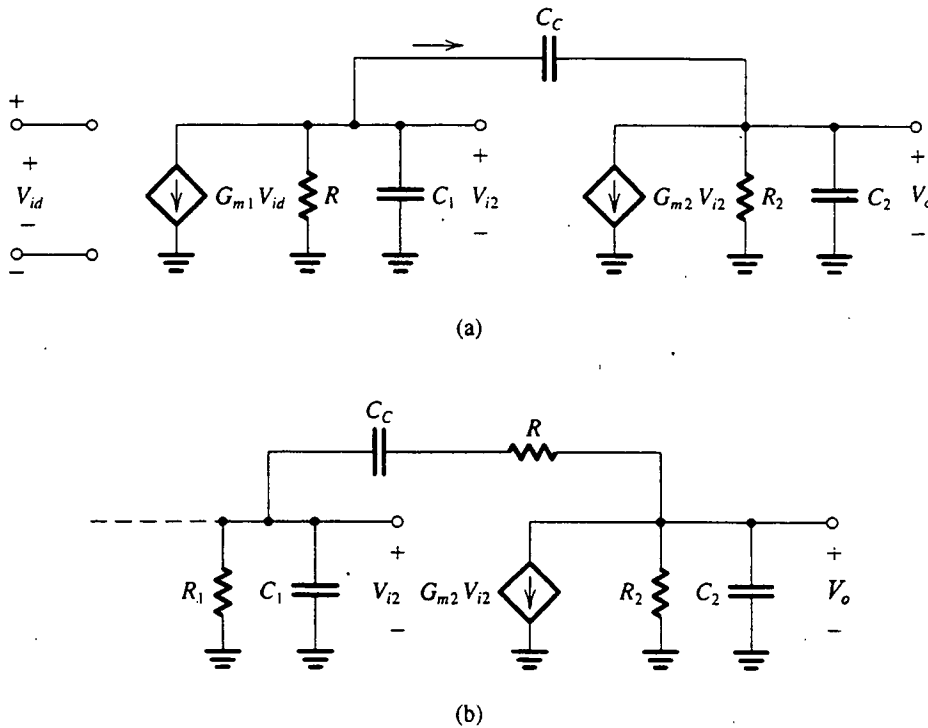 C_C
+
+
V_id
−
−
G_m1 V_id
R
C_1
+
V_i2
−
G_m2 V_i2
R_2
C_2
+
−
(a)
C_C
R
R_1
C_1
+
V_i2
−
G_m2 V_i2
R_2
C_2
+
V_o
−
(b)